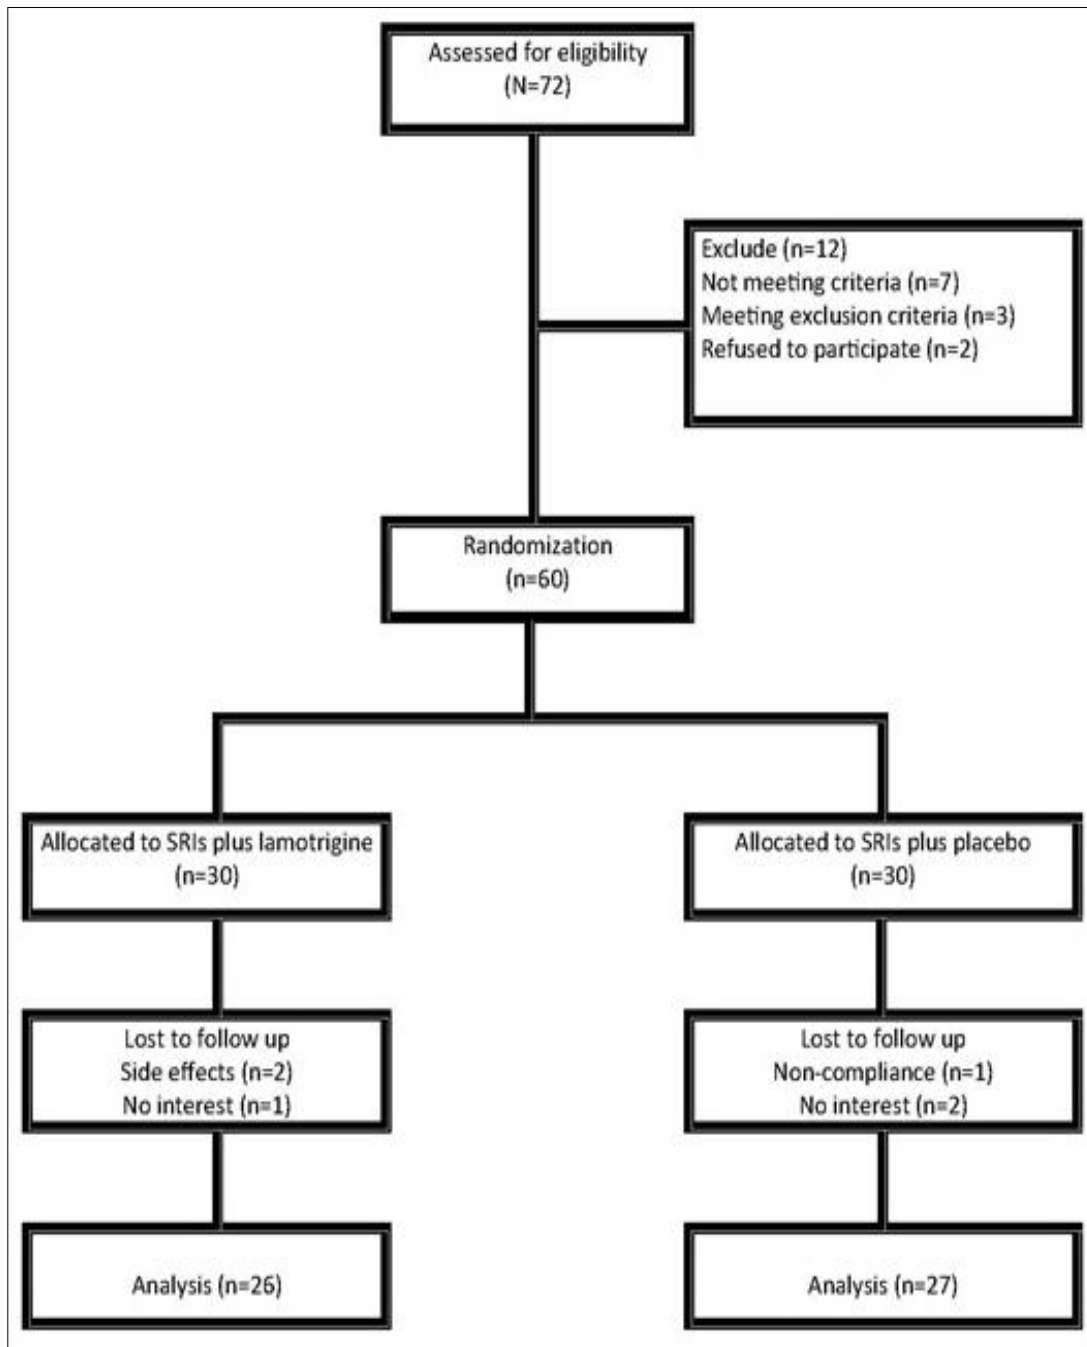 Assessed for eligibility
(N=72)
Exclude (n=12)
Not meeting criteria (n=7)
Meeting exclusion criteria (n=3)
Refused to participate (n=2)
Randomization
(n=60)
Allocated to SRIs plus lamotrigine
(n=30)
Allocated to SRIs plus placebo
(n=30)
Lost to follow up
Side effects (n=2)
No interest (n=1)
Lost to follow up
Non-compliance (n=1)
No interest (n=2)
Analysis (n=26)
Analysis (n=27)